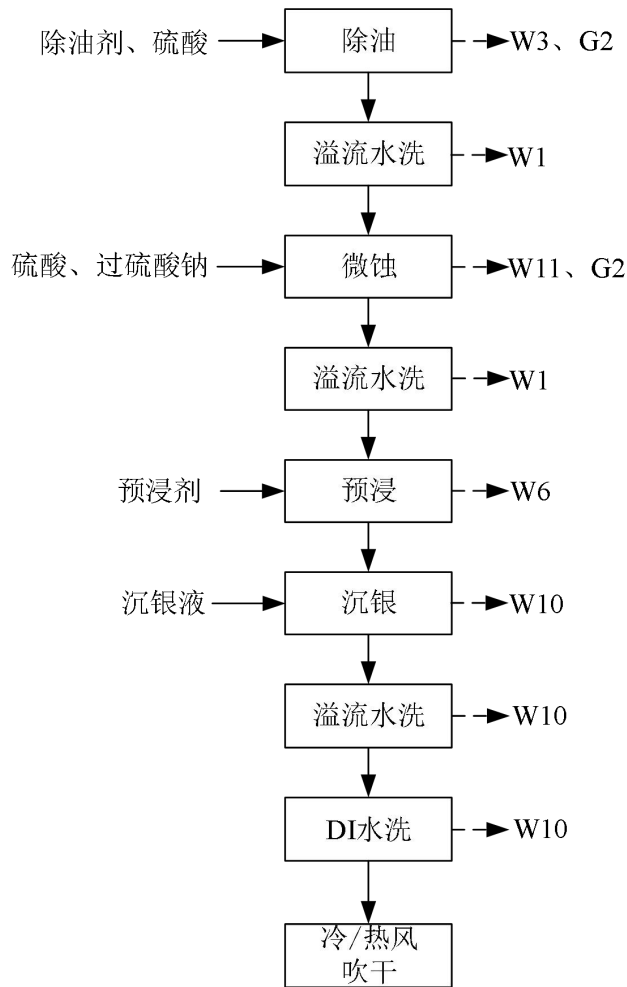 除油剂、硫酸
除油
W3、G2
溢流水洗
W1
硫酸、过硫酸钠
微蚀
W11、G2
溢流水洗
W1
预浸剂
预浸
W6
沉银液
沉银
W10
溢流水洗
W10
DI水洗
W10
冷/热风
吹干